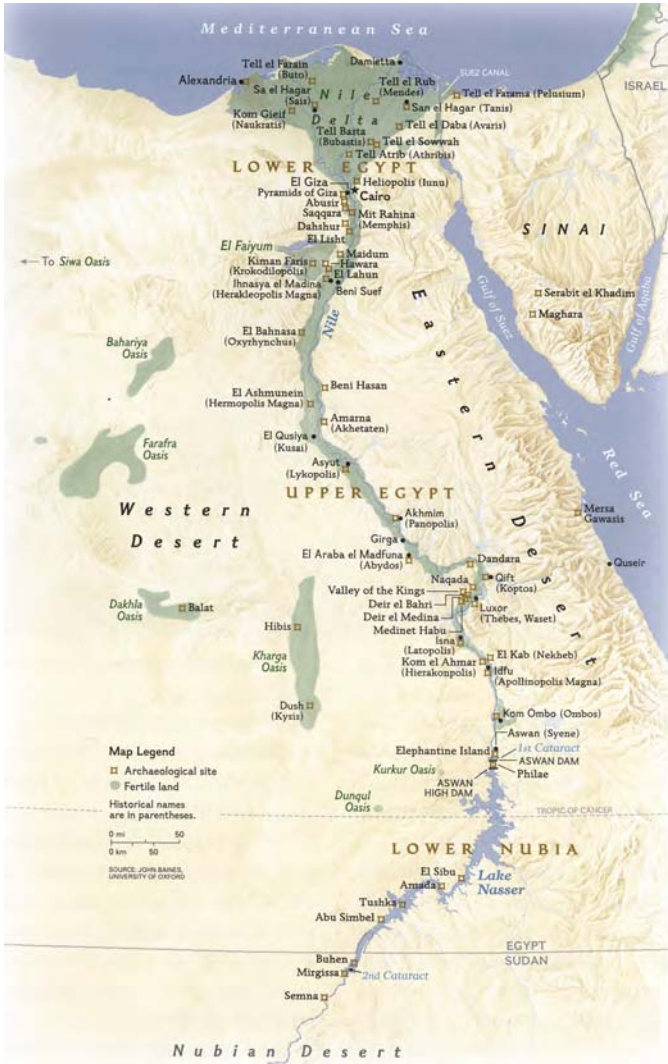 Mediterranean Sea
Tell el Farain
(Buto)
Damietta
Alexandria
Sa el Hagar
(Sais)
Nile
Delta
Tell el Rub
(Mendes)
SUEZ CANAL
ISRAEL
Tell el Farama (Pelusium)
San el Hagar (Tanis)
Kom Gieif
(Naukratis)
Tell el Daba (Avaris)
Tell Basta
(Bubastis)
Tell el Sowwah
Tell Atrib (Athribis)
LOWER EGYPT
El Giza
Heliopolis (Iunu)
Pyramids of Giza
Cairo
Abusir
Saqqara
Mit Rahina
(Memphis)
Dahshur
El Lisht
SINAI
El Faiyum
Maidum
To Siwa Oasis
Kiman Faris
(Krokodilopolis)
Hawara
El Lahun
Ihnasya el Madina
(Herakleopolis Magna)
Beni Suef
Serabit el Khadim
Maghara
Gulf of Suez
Gulf of Aqaba
Nile
El Bahnasa
(Oxyrhynchus)
Bahariya
Oasis
Eastern Desert
Beni Hasan
El Ashmunein
(Hermopolis Magna)
Amarna
(Akhetaten)
El Qusiya
(Kusai)
Farafra
Oasis
Red Sea
Asyut
(Lykopolis)
UPPER EGYPT
Western
Desert
Akhmim
(Panopolis)
Mersa
Gawasis
Girga
El Araba el Madfuna
(Abydos)
Dandara
Quseir
Naqada
Qift
(Koptos)
Valley of the Kings
Deir el Bahri
Deir el Medina
Luxor
(Thebes, Waset)
Dakhla
Oasis
Balat
Hibis
Medinet Habu
Isna
(Latopolis)
Kharga
Oasis
El Kab (Nekheb)
Kom el Ahmar
(Hierakonpolis)
Idfu
(Apollinopolis Magna)
Dush
(Kysis)
Kom Ombo (Ombos)
Aswan (Syene)
Elephantine Island
1st Cataract
ASWAN DAM
Philae
ASWAN
HIGH DAM
Kurkur Oasis
Dunqul
Oasis
Map Legend
Archaeological site
Fertile land
Historical names
are in parentheses.
0 mi 50
0 km 50
SOURCE: JOHN BAINES,
UNIVERSITY OF OXFORD
TROPIC OF CANCER
LOWER NUBIA
El Sibu
Amada
Lake
Nasser
Tushka
Abu Simbel
EGYPT
SUDAN
Buhen
Mirgissa
2nd Cataract
Semna
Nubian Desert